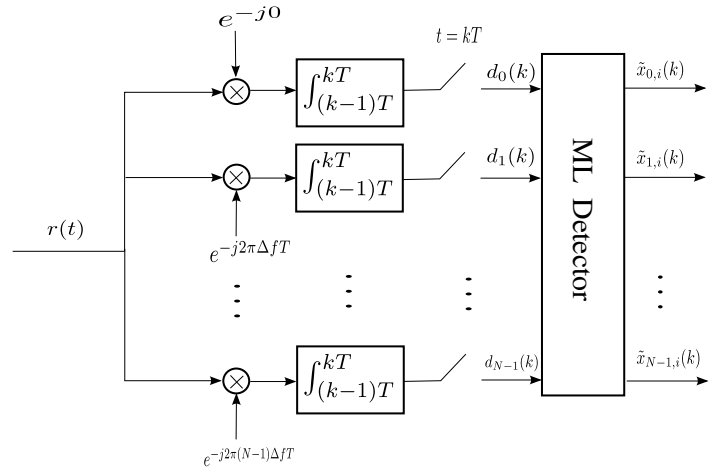 e^{-j0}
t = kT
∫_{(k-1)T}^{kT}
d_0(k)
x̃_{0,i}(k)
∫_{(k-1)T}^{kT}
d_1(k)
x̃_{1,i}(k)
ML Detector
r(t)
e^{-j2πΔfT}
∫_{(k-1)T}^{kT}
d_{N-1}(k)
x̃_{N-1,i}(k)
e^{-j2π(N-1)ΔfT}